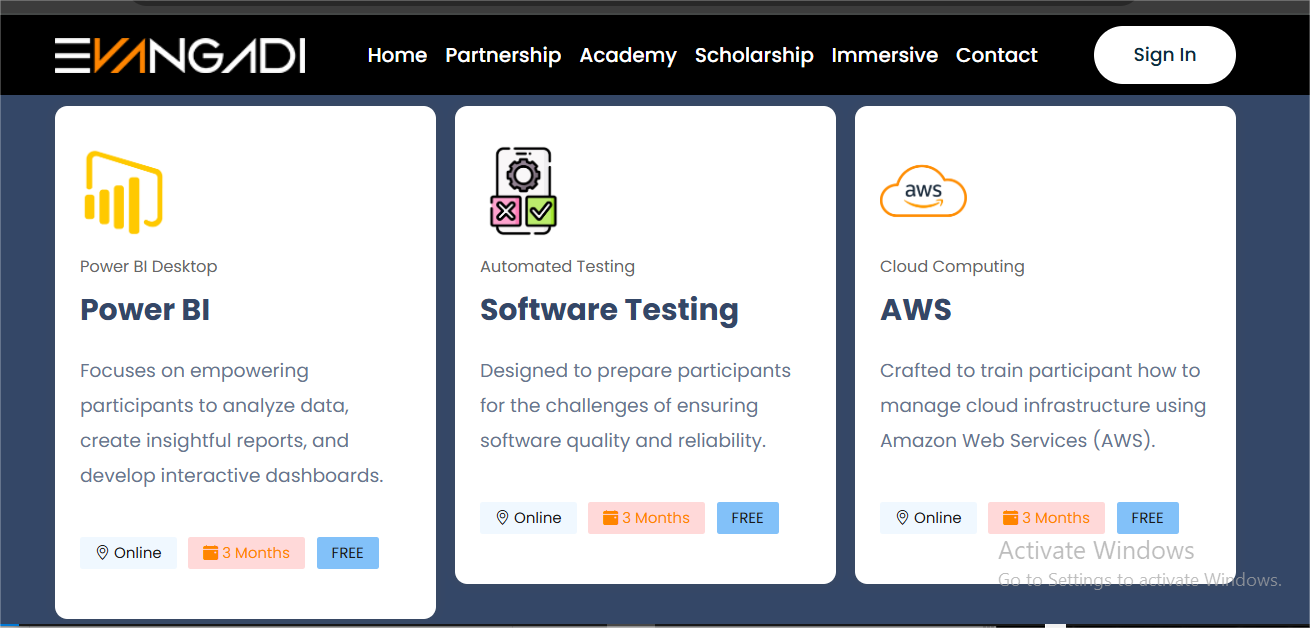 EVANGADI
Home Partnership Academy Scholarship Immersive Contact
Sign In
Power BI Desktop
Power BI
Focuses on empowering
participants to analyze data,
create insightful reports, and
develop interactive dashboards.
Online 3 Months FREE
Automated Testing
Software Testing
Designed to prepare participants
for the challenges of ensuring
software quality and reliability.
Online 3 Months FREE
aws
Cloud Computing
AWS
Crafted to train participant how to
manage cloud infrastructure using
Amazon Web Services (AWS).
Online 3 Months FREE
Activate Windows
Go to Settings to activate Windows.